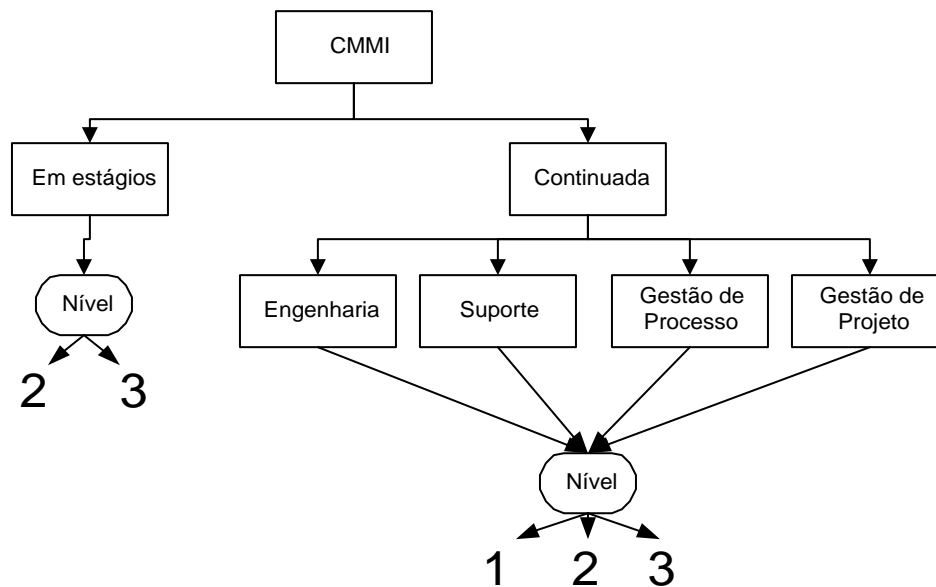 CMMI
Em estágios
Continuada
Engenharia
Suporte
Gestão de
Processo
Gestão de
Projeto
Nível
2 3
Nível
1 2 3